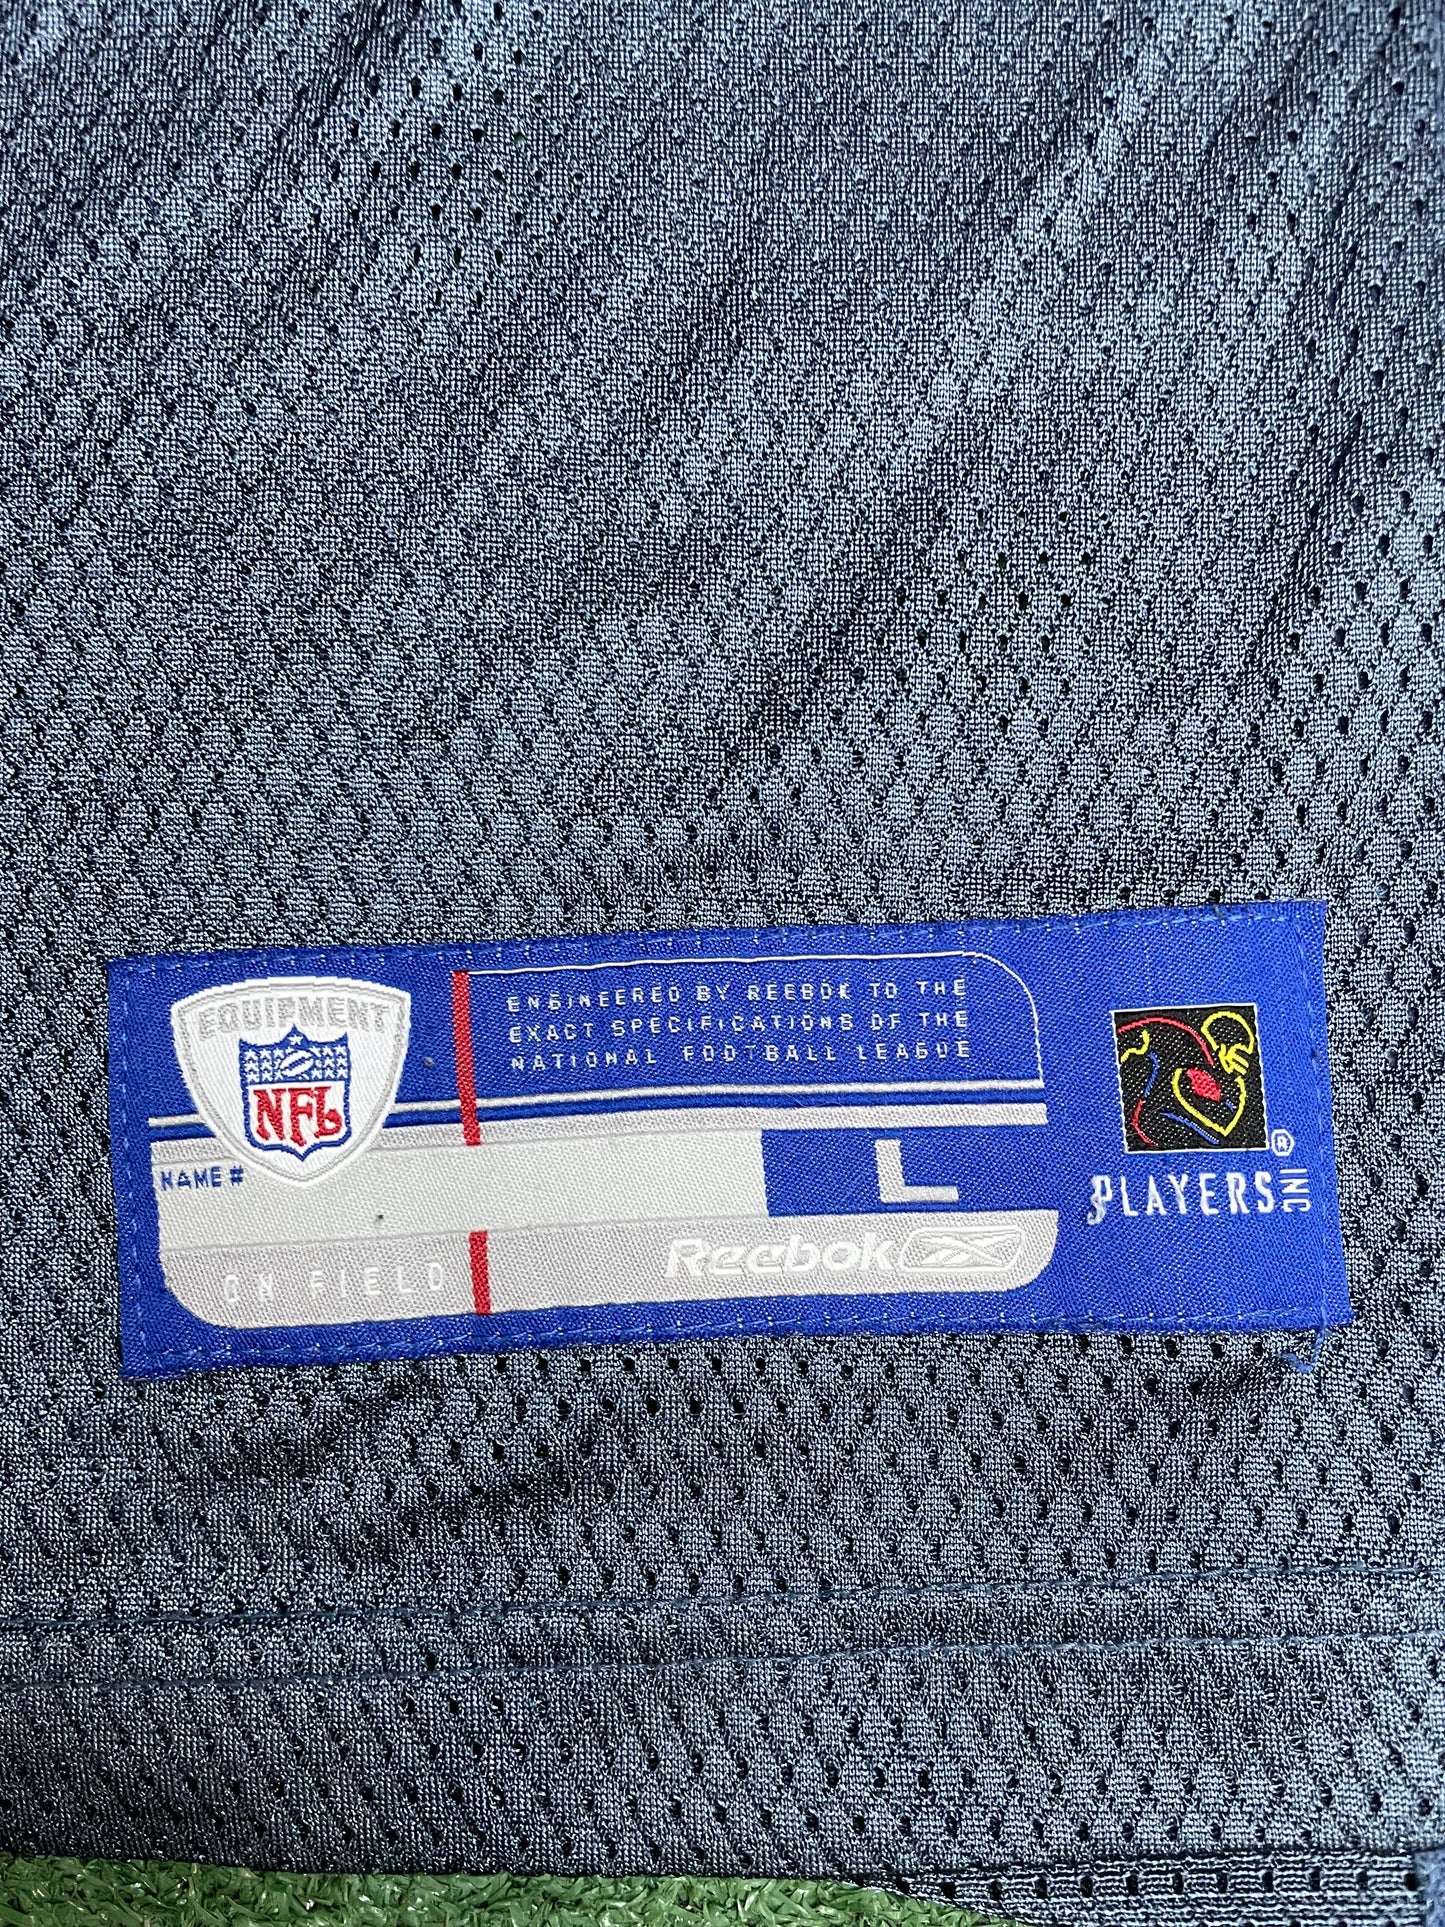 EQUIPMENT
NFL
ENGINEERED BY REEBOK TO THE
EXACT SPECIFICATIONS OF THE
NATIONAL FOOTBALL LEAGUE
NAME #
L
ON FIELD
Reebok
PLAYERS INC ®